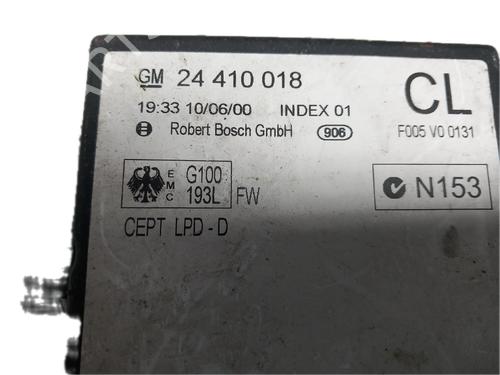 GM 24 410 018
CL
19:33 10/06/00 INDEX 01
Robert Bosch GmbH 906 F005 V0 0131
EMC G100 193L FW
N153
CEPT LPD - D